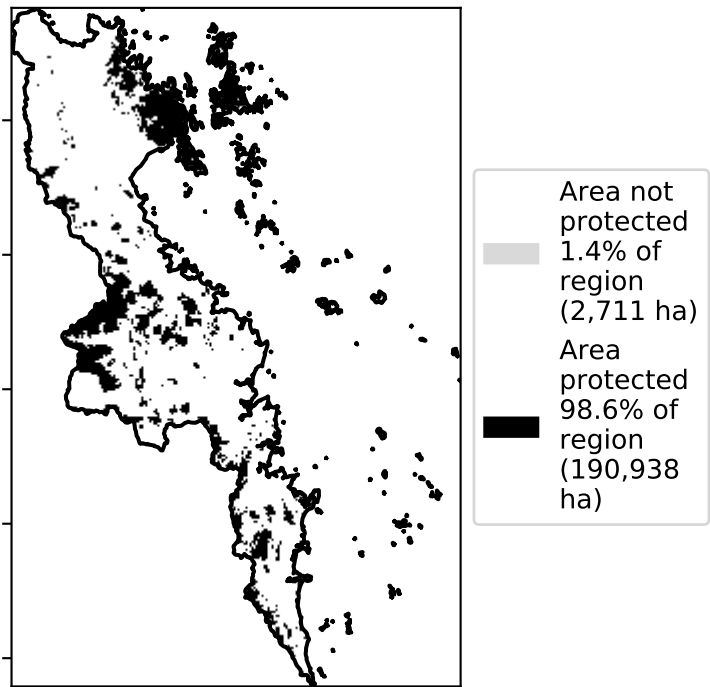 Area not
protected
1.4% of
region
(2,711 ha)
Area
protected
98.6% of
region
(190,938
ha)